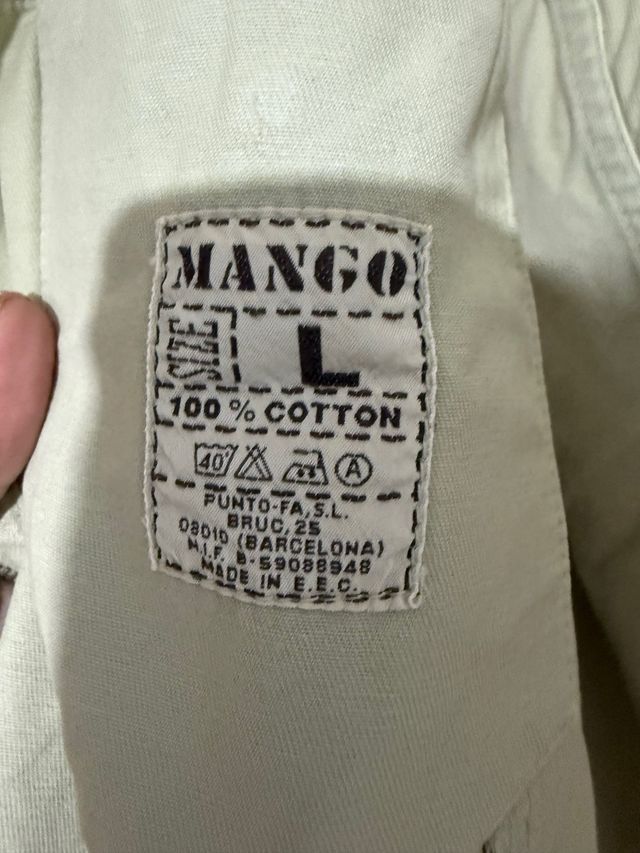 MANGO
SIZE L
100 % COTTON
40° A
PUNTO-FA, S.L.
BRUC, 25
08010 (BARCELONA)
N.I.F. B-59088948
MADE IN E.E.C.